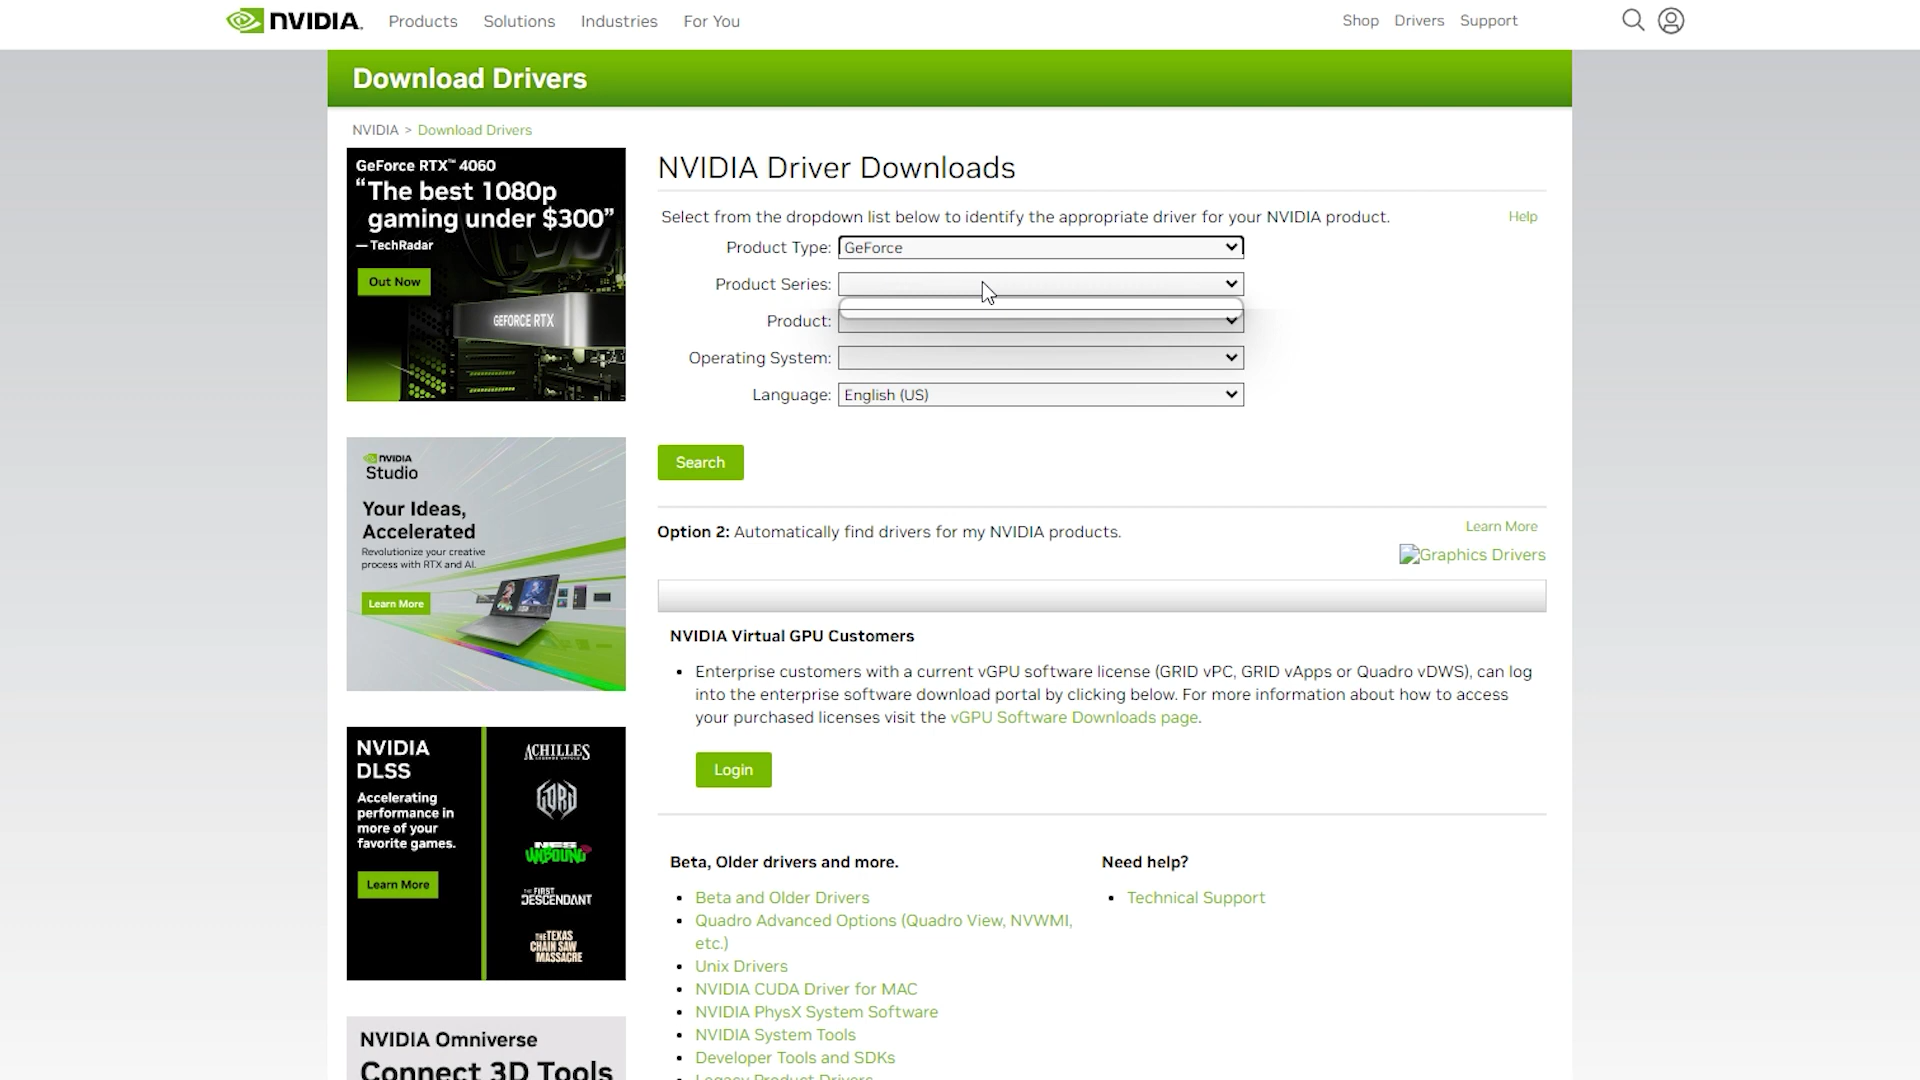 NVIDIA.
Products
Solutions
Industries
For You
Shop
Drivers
Support
Download Drivers
NVIDIA > Download Drivers
GeForce RTX™ 4060
“The best 1080p
gaming under $300”
— TechRadar
Out Now
GEFORCE RTX
NVIDIA
Studio
Your Ideas,
Accelerated
Revolutionize your creative
process with RTX and AI.
Learn More
NVIDIA
DLSS
Accelerating
performance in
more of your
favorite games.
Learn More
ACHILLES
LEGENDS UNTOLD
GORD
NFS
UNBOUND
THE FIRST
DESCENDANT
THE TEXAS
CHAIN SAW
MASSACRE
NVIDIA Omniverse
Connect 3D Tools
NVIDIA Driver Downloads
Select from the dropdown list below to identify the appropriate driver for your NVIDIA product.
Help
Product Type: GeForce
Product Series:
Product:
Operating System:
Language: English (US)
Search
Option 2: Automatically find drivers for my NVIDIA products.
Learn More
Graphics Drivers
NVIDIA Virtual GPU Customers
• Enterprise customers with a current vGPU software license (GRID vPC, GRID vApps or Quadro vDWS), can log
into the enterprise software download portal by clicking below. For more information about how to access
your purchased licenses visit the vGPU Software Downloads page.
Login
Beta, Older drivers and more.
• Beta and Older Drivers
• Quadro Advanced Options (Quadro View, NVWMI,
etc.)
• Unix Drivers
• NVIDIA CUDA Driver for MAC
• NVIDIA PhysX System Software
• NVIDIA System Tools
• Developer Tools and SDKs
• Legacy Product Drivers
Need help?
• Technical Support